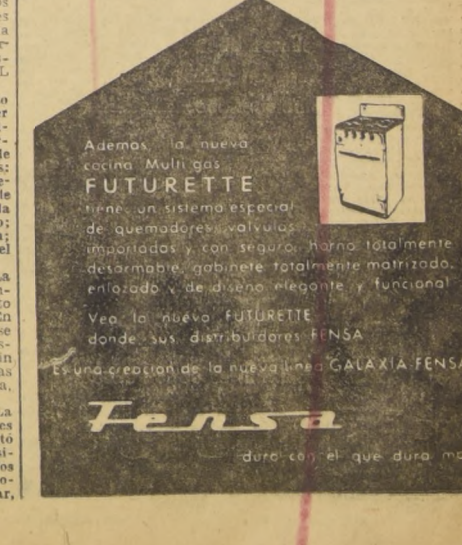 Además, la nueva
cocina Multi gas
FUTURETTE
tiene un sistema especial
de quemadores, valvulas
importadas y con seguro, horno totalmente
desarmable, gabinete totalmente matrizado,
enlozado y de diseño elegante y funcional
Vea la nueva FUTURETTE
donde sus distribuidores FENSA
Es una creación de la nueva línea GALAXIA FENSA
Fensa
dura con el que dura